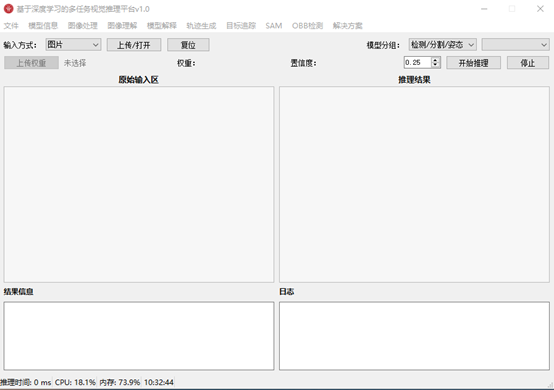 基于深度学习的多任务视觉推理平台v1.0
文件 模型信息 图像处理 图像理解 模型解释 轨迹生成 目标追踪 SAM OBB检测 解决方案
输入方式: 图片 上传/打开 复位 模型分组: 检测/分割/姿态
上传权重 未选择 权重: 置信度: 0.25 开始推理 停止
原始输入区 推理结果
结果信息 日志
推理时间: 0 ms CPU: 18.1% 内存: 73.9% 10:32:44